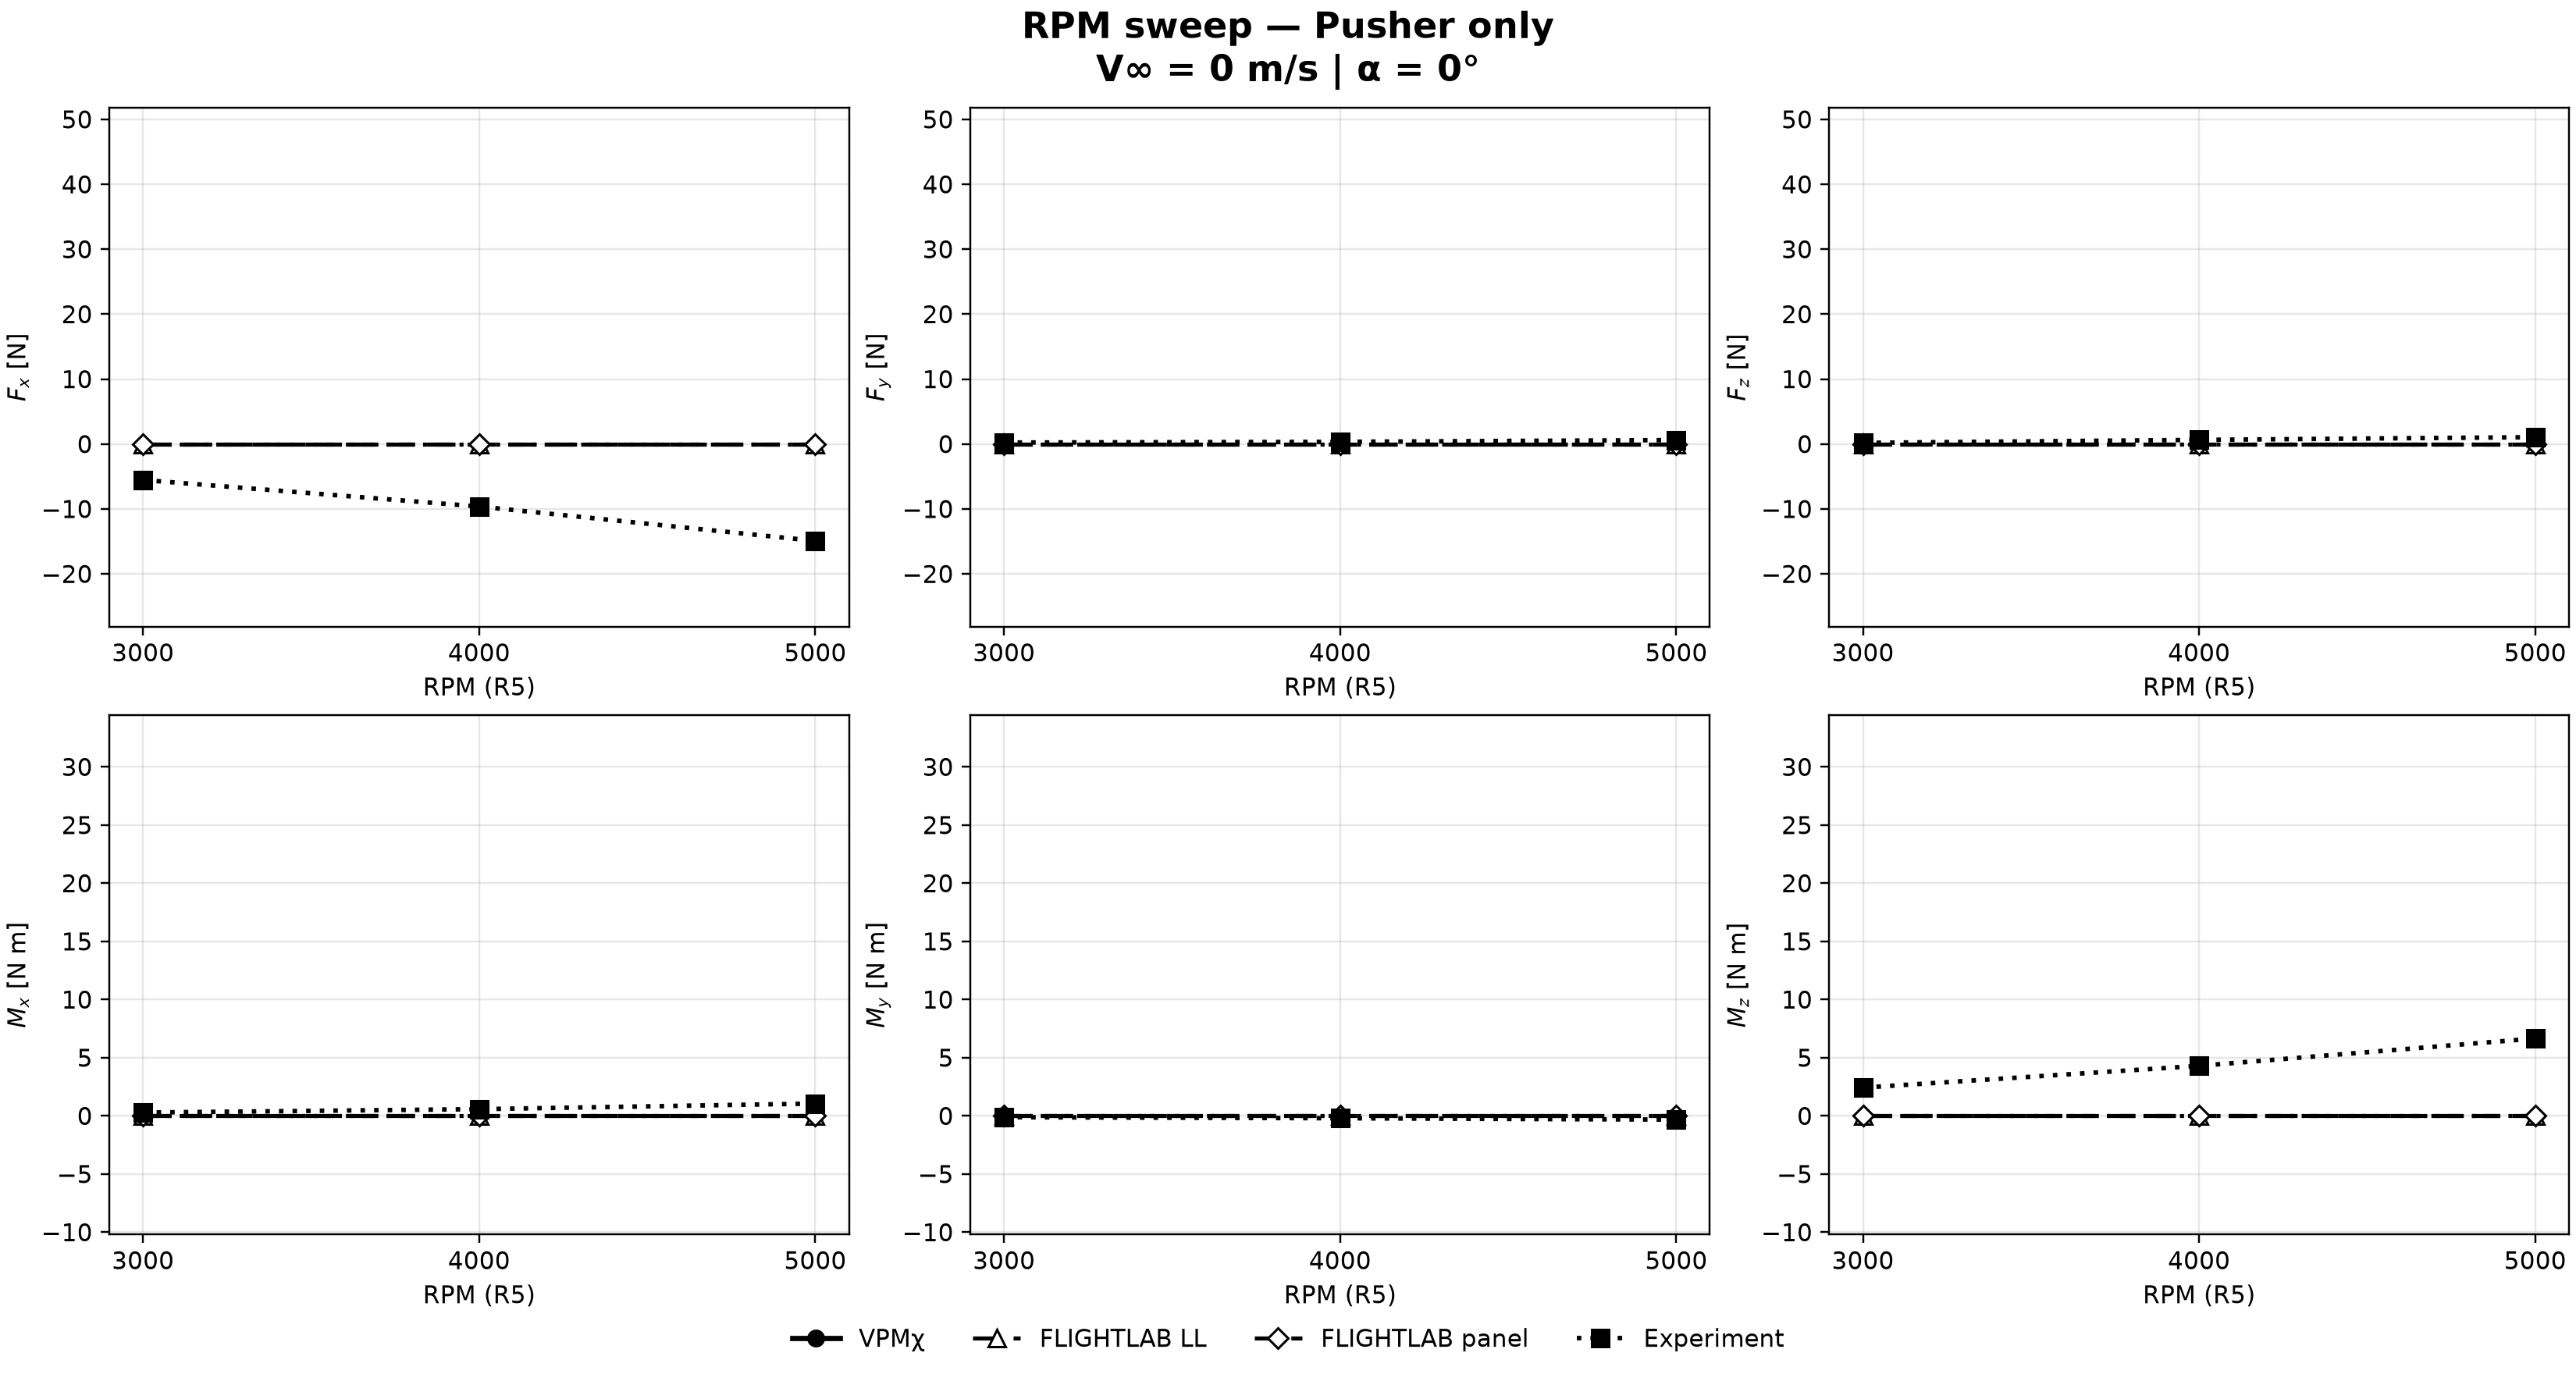 RPM sweep — Pusher only
V∞ = 0 m/s | α = 0°
50
40
30
20
10
0
−10
−20
Fx [N]
3000 4000 5000
RPM (R5)
50
40
30
20
10
0
−10
−20
Fy [N]
3000 4000 5000
RPM (R5)
50
40
30
20
10
0
−10
−20
Fz [N]
3000 4000 5000
RPM (R5)
30
25
20
15
10
5
0
−5
−10
Mx [N m]
3000 4000 5000
RPM (R5)
30
25
20
15
10
5
0
−5
−10
My [N m]
3000 4000 5000
RPM (R5)
30
25
20
15
10
5
0
−5
−10
Mz [N m]
3000 4000 5000
RPM (R5)
VPMχ FLIGHTLAB LL FLIGHTLAB panel Experiment